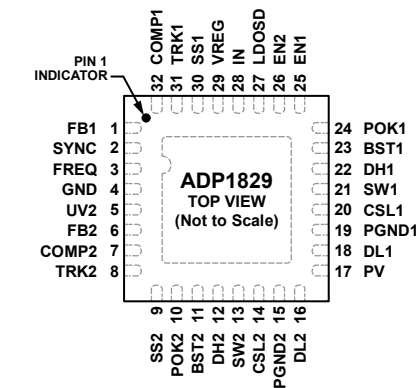 32 COMP1
31 TRK1
30 SS1
29 VREG
28 IN
27 LDOSD
26 EN2
25 EN1
PIN 1
INDICATOR
FB1 1
SYNC 2
FREQ 3
GND 4
UV2 5
FB2 6
COMP2 7
TRK2 8
ADP1829
TOP VIEW
(Not to Scale)
24 POK1
23 BST1
22 DH1
21 SW1
20 CSL1
19 PGND1
18 DL1
17 PV
SS2 9
POK2 10
BST2 11
DH2 12
SW2 13
CSL2 14
PGND2 15
DL2 16